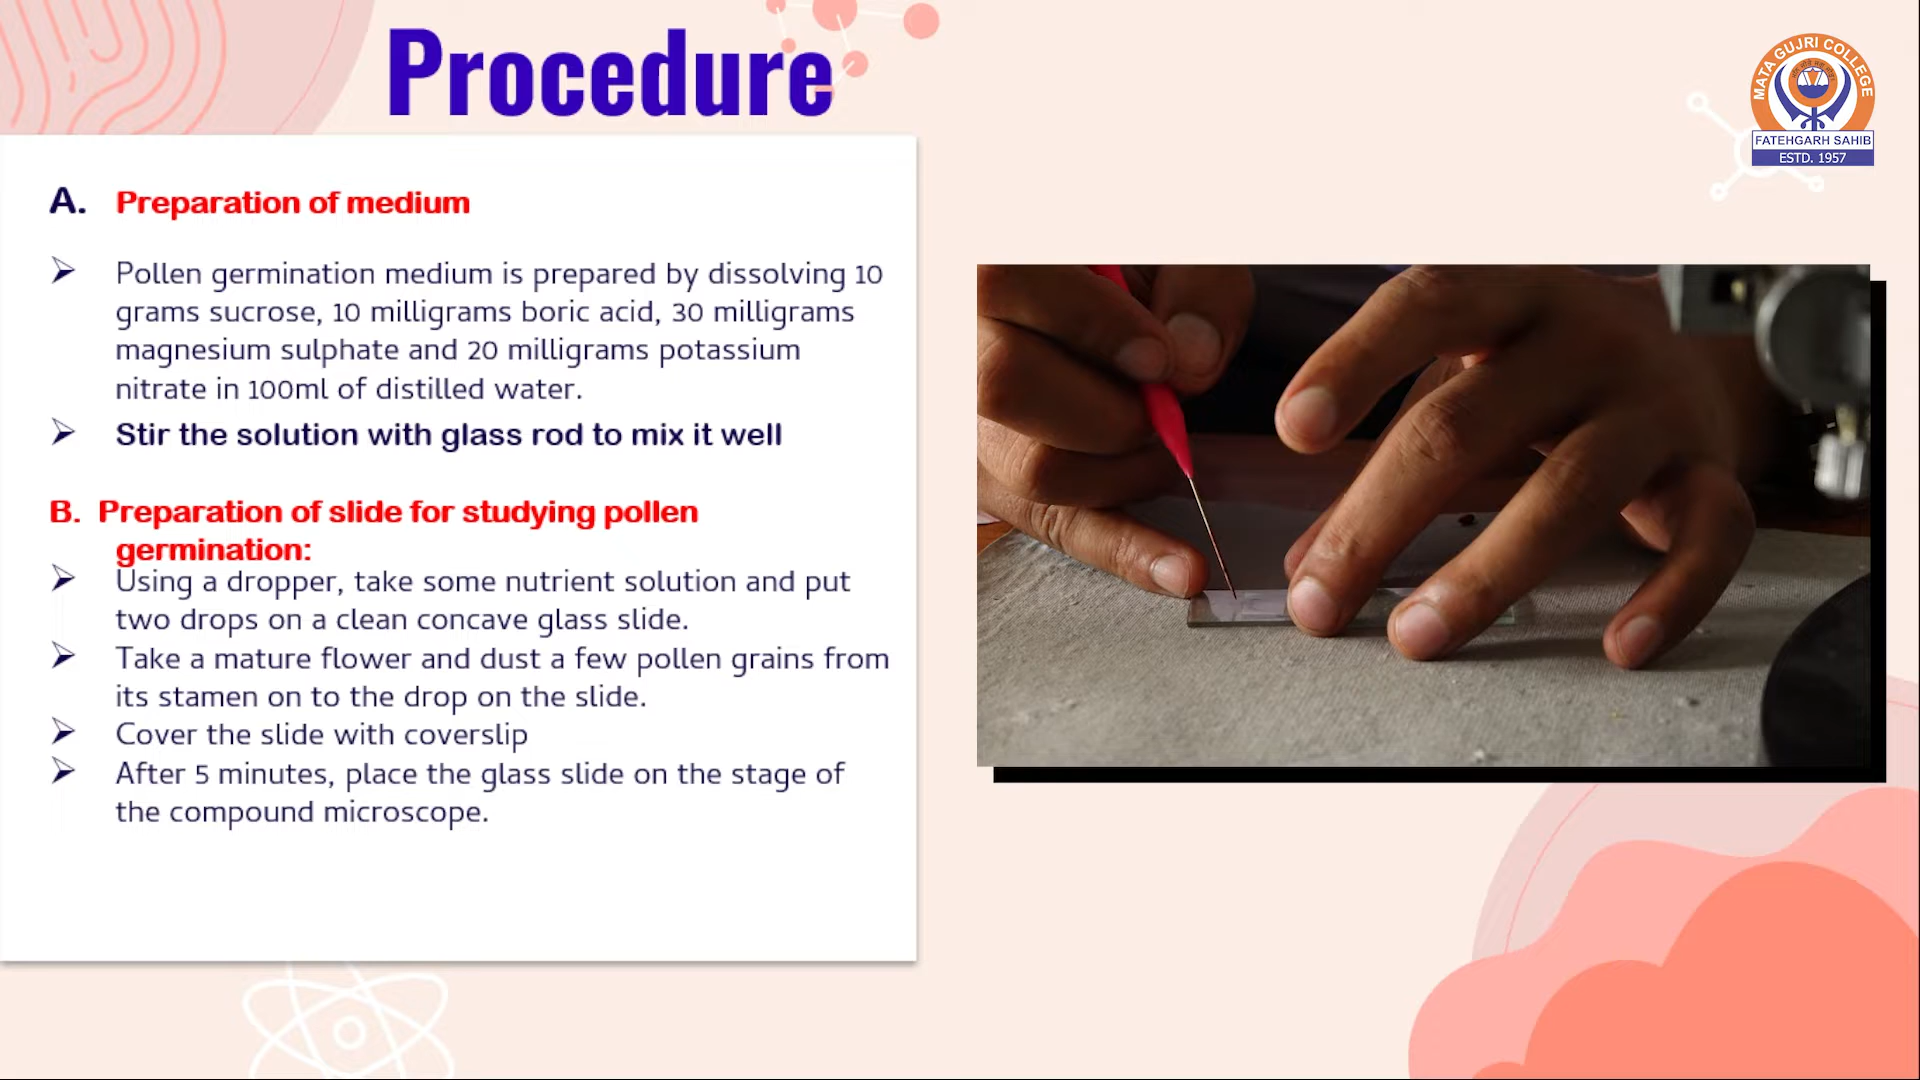 Procedure
MATA GUJRI COLLEGE
FATEHGARH SAHIB
ESTD. 1957
A. Preparation of medium
Pollen germination medium is prepared by dissolving 10
grams sucrose, 10 milligrams boric acid, 30 milligrams
magnesium sulphate and 20 milligrams potassium
nitrate in 100ml of distilled water.
Stir the solution with glass rod to mix it well
B. Preparation of slide for studying pollen
germination:
Using a dropper, take some nutrient solution and put
two drops on a clean concave glass slide.
Take a mature flower and dust a few pollen grains from
its stamen on to the drop on the slide.
Cover the slide with coverslip
After 5 minutes, place the glass slide on the stage of
the compound microscope.